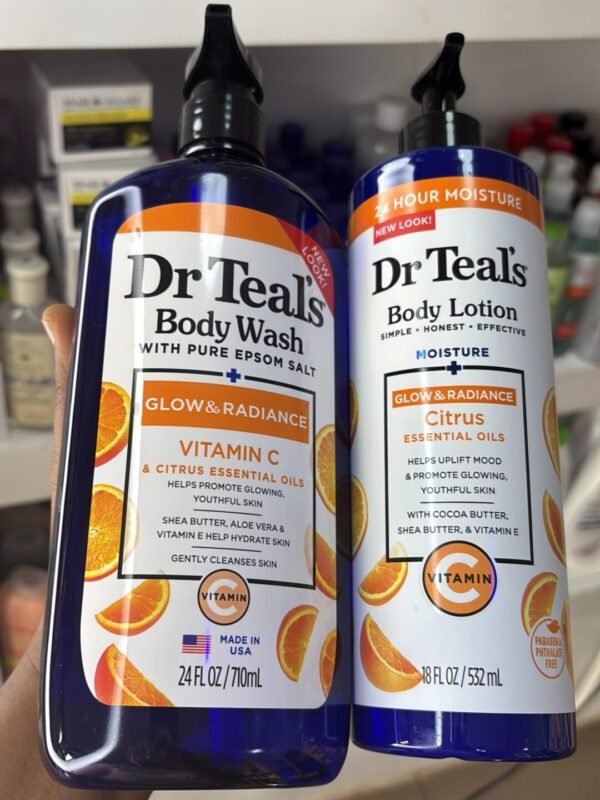 NEW
LOOK!
Dr Teal's
Body Wash
WITH PURE EPSOM SALT
GLOW & RADIANCE
VITAMIN C
& CITRUS ESSENTIAL OILS
HELPS PROMOTE GLOWING,
YOUTHFUL SKIN
SHEA BUTTER, ALOE VERA &
VITAMIN E HELP HYDRATE SKIN
GENTLY CLEANSES SKIN
C
VITAMIN
MADE IN
USA
24 FL OZ / 710mL
24 HOUR MOISTURE
NEW LOOK!
Dr Teal's
Body Lotion
SIMPLE • HONEST • EFFECTIVE
MOISTURE
GLOW & RADIANCE
Citrus
ESSENTIAL OILS
HELPS UPLIFT MOOD
& PROMOTE GLOWING,
YOUTHFUL SKIN
WITH COCOA BUTTER,
SHEA BUTTER, & VITAMIN E
C
VITAMIN
PARABEN &
PHTHALATE
FREE
18 FL OZ / 532 mL